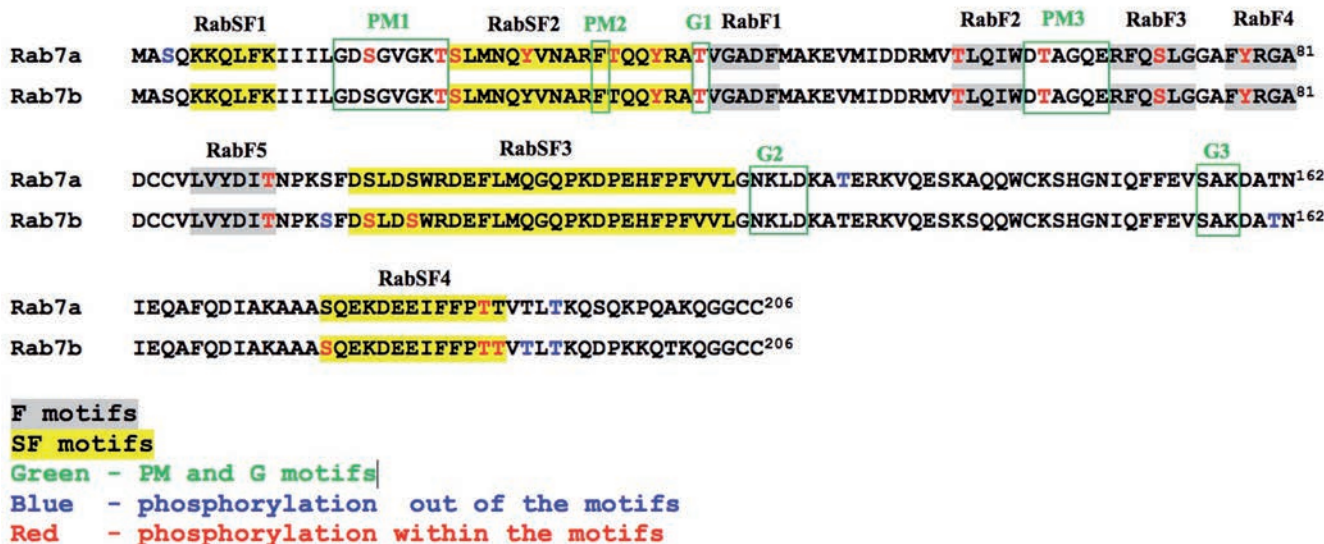 RabSF1 PM1 RabSF2 PM2 G1 RabF1 RabF2 PM3 RabF3 RabF4
Rab7a MASQKKQLFKIIILGDSGVGKTSLMNQYVNARFTQQYRATVGADFMAKEVMIDDRMVTLQIWDTAGQERFQSLGGAFYRGA81
Rab7b MASQKKQLFKIIILGDSGVGKTSLMNQYVNARFTQQYRATVGADFMAKEVMIDDRMVTLQIWDTAGQERFQSLGGAFYRGA81
RabF5 RabSF3 G2 G3
Rab7a DCCVLVYDITNPKSFDSLDSWRDEFLMQGQPKDPEHFPFVVLGNKLDKATERKVQESKAQQWCKSHGNIQFFEVSAKDATN162
Rab7b DCCVLVYDITNPKSFDSLDSWRDEFLMQGQPKDPEHFPFVVLGNKLDKATERKVQESKSQQWCKSHGNIQFFEVSAKDATN162
RabSF4
Rab7a IEQAFQDIAKAAASQEKDEEIFFPTTVTLTKQSQKPQAKQGGCC206
Rab7b IEQAFQDIAKAAASQEKDEEIFFPTTVTLTKQDPKKQTKQGGCC206
F motifs
SF motifs
Green - PM and G motifs
Blue - phosphorylation out of the motifs
Red - phosphorylation within the motifs